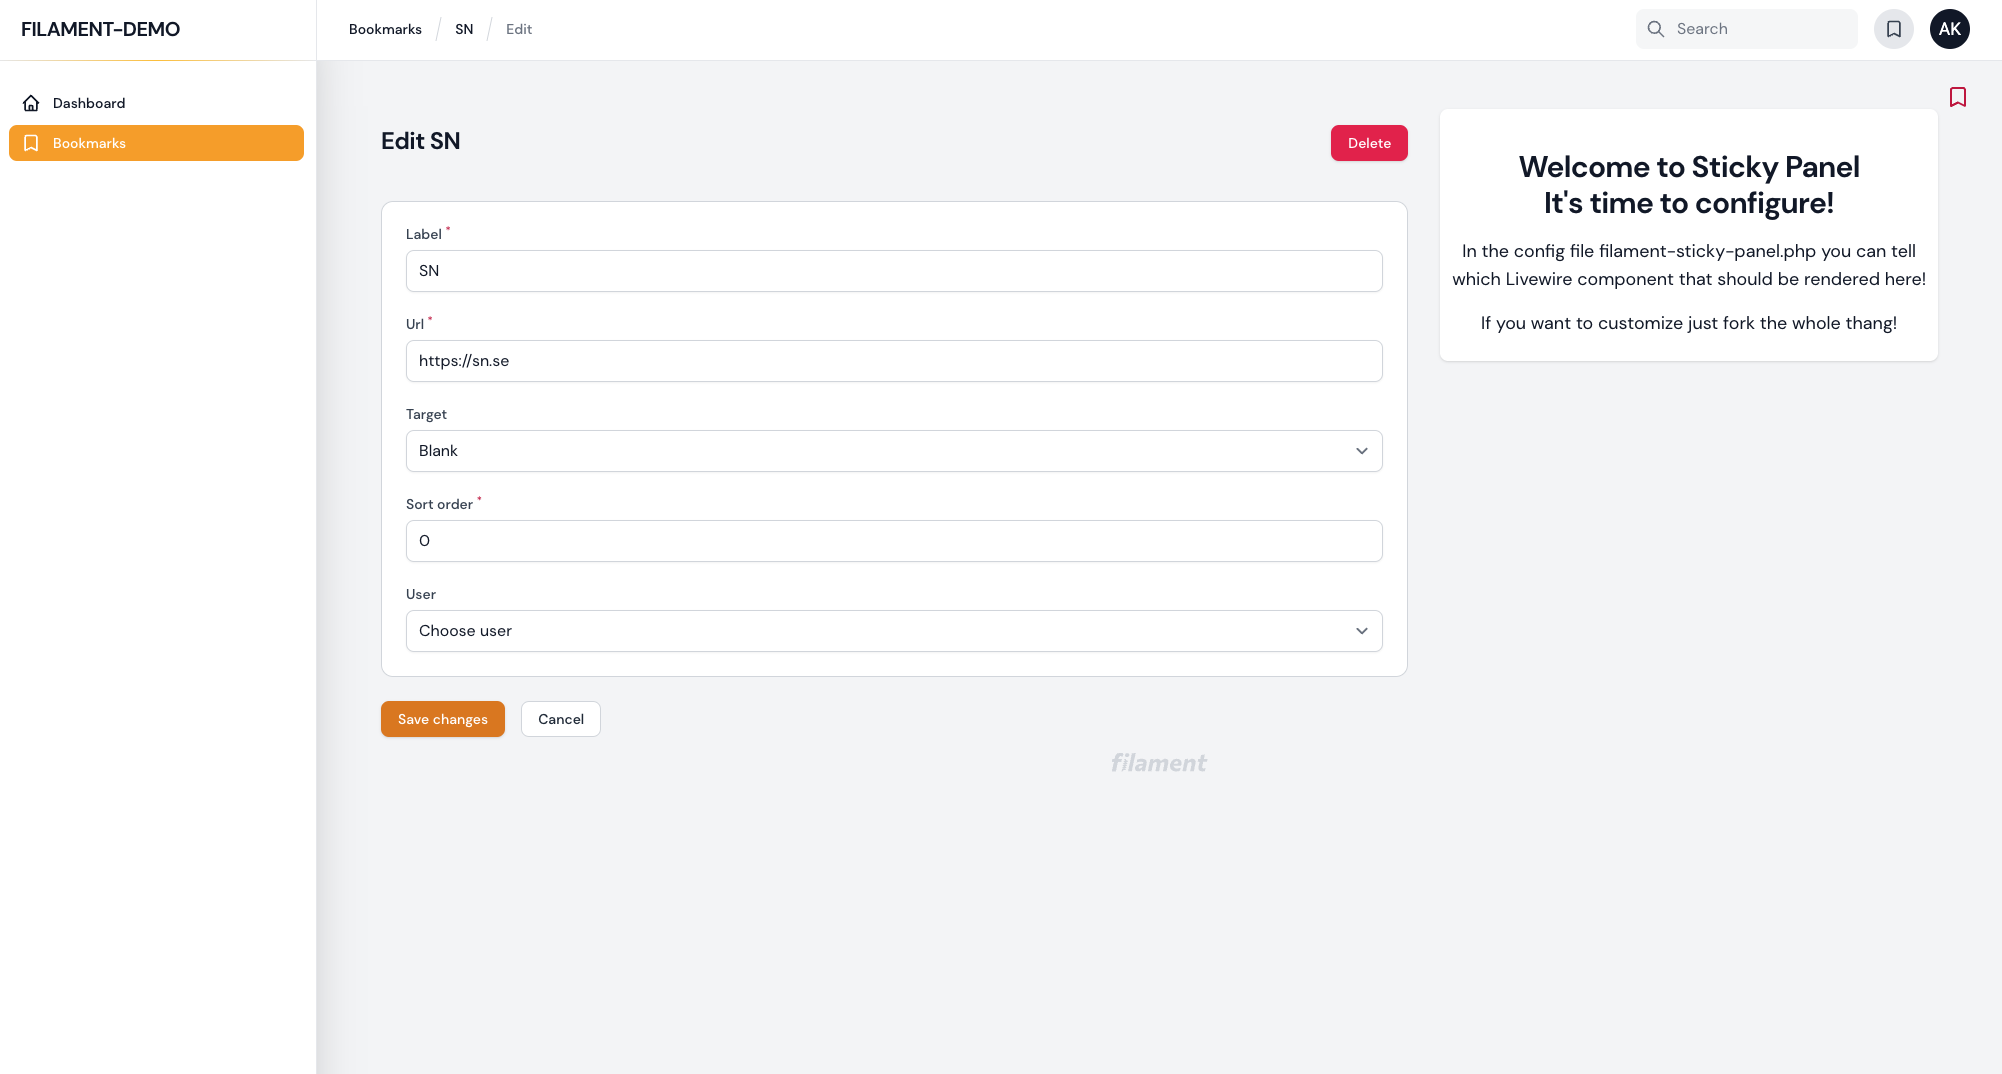 FILAMENT-DEMO
Bookmarks / SN / Edit
Search
AK
Dashboard
Bookmarks
Edit SN
Delete
Label *
SN
Url *
https://sn.se
Target
Blank
Sort order *
0
User
Choose user
Save changes
Cancel
Welcome to Sticky Panel
It's time to configure!
In the config file filament-sticky-panel.php you can tell
which Livewire component that should be rendered here!
If you want to customize just fork the whole thang!
filament